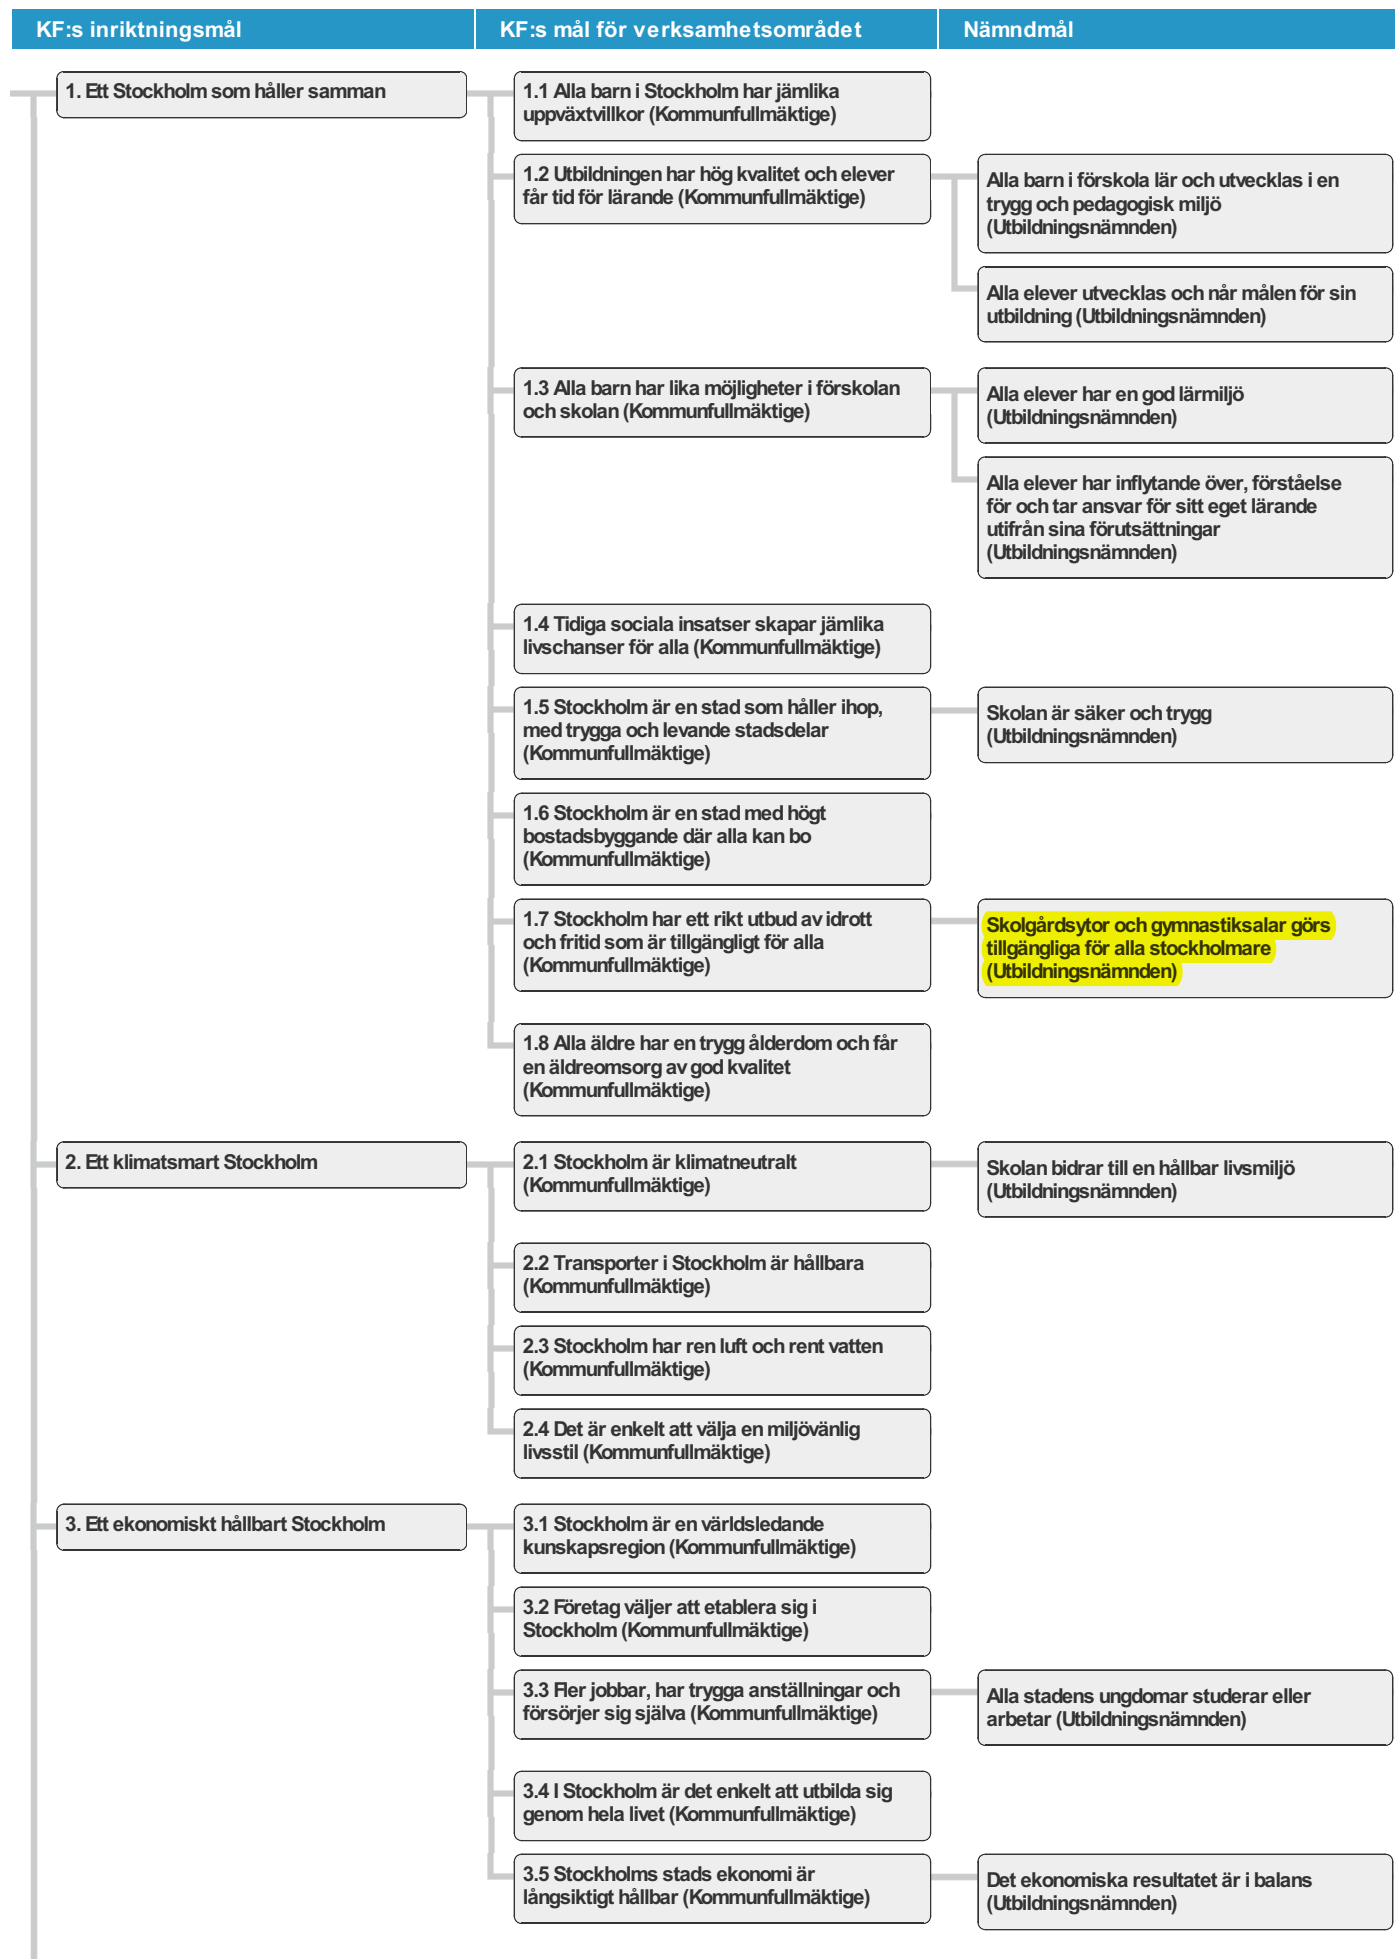 KF:s inriktningsmål
KF:s mål för verksamhetsområdet
Nämndmål
1. Ett Stockholm som håller samman
1.1 Alla barn i Stockholm har jämlika
uppväxtvillkor (Kommunfullmäktige)
1.2 Utbildningen har hög kvalitet och elever
får tid för lärande (Kommunfullmäktige)
Alla barn i förskola lär och utvecklas i en
trygg och pedagogisk miljö
(Utbildningsnämnden)
Alla elever utvecklas och når målen för sin
utbildning (Utbildningsnämnden)
1.3 Alla barn har lika möjligheter i förskolan
och skolan (Kommunfullmäktige)
Alla elever har en god lärmiljö
(Utbildningsnämnden)
Alla elever har inflytande över, förståelse
för och tar ansvar för sitt eget lärande
utifrån sina förutsättningar
(Utbildningsnämnden)
1.4 Tidiga sociala insatser skapar jämlika
livschanser för alla (Kommunfullmäktige)
1.5 Stockholm är en stad som håller ihop,
med trygga och levande stadsdelar
(Kommunfullmäktige)
Skolan är säker och trygg
(Utbildningsnämnden)
1.6 Stockholm är en stad med högt
bostadsbyggande där alla kan bo
(Kommunfullmäktige)
1.7 Stockholm har ett rikt utbud av idrott
och fritid som är tillgängligt för alla
(Kommunfullmäktige)
Skolgårdsytor och gymnastiksalar görs
tillgängliga för alla stockholmare
(Utbildningsnämnden)
1.8 Alla äldre har en trygg ålderdom och får
en äldreomsorg av god kvalitet
(Kommunfullmäktige)
2. Ett klimatsmart Stockholm
2.1 Stockholm är klimatneutralt
(Kommunfullmäktige)
Skolan bidrar till en hållbar livsmiljö
(Utbildningsnämnden)
2.2 Transporter i Stockholm är hållbara
(Kommunfullmäktige)
2.3 Stockholm har ren luft och rent vatten
(Kommunfullmäktige)
2.4 Det är enkelt att välja en miljövänlig
livsstil (Kommunfullmäktige)
3. Ett ekonomiskt hållbart Stockholm
3.1 Stockholm är en världsledande
kunskapsregion (Kommunfullmäktige)
3.2 Företag väljer att etablera sig i
Stockholm (Kommunfullmäktige)
3.3 Fler jobbar, har trygga anställningar och
försörjer sig själva (Kommunfullmäktige)
Alla stadens ungdomar studerar eller
arbetar (Utbildningsnämnden)
3.4 I Stockholm är det enkelt att utbilda sig
genom hela livet (Kommunfullmäktige)
3.5 Stockholms stads ekonomi är
långsiktigt hållbar (Kommunfullmäktige)
Det ekonomiska resultatet är i balans
(Utbildningsnämnden)